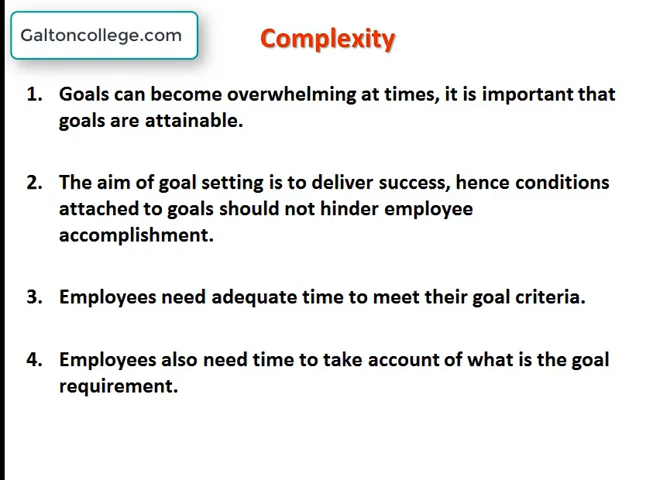 Galtoncollege.com
Complexity
1. Goals can become overwhelming at times, it is important that
goals are attainable.
2. The aim of goal setting is to deliver success, hence conditions
attached to goals should not hinder employee
accomplishment.
3. Employees need adequate time to meet their goal criteria.
4. Employees also need time to take account of what is the goal
requirement.